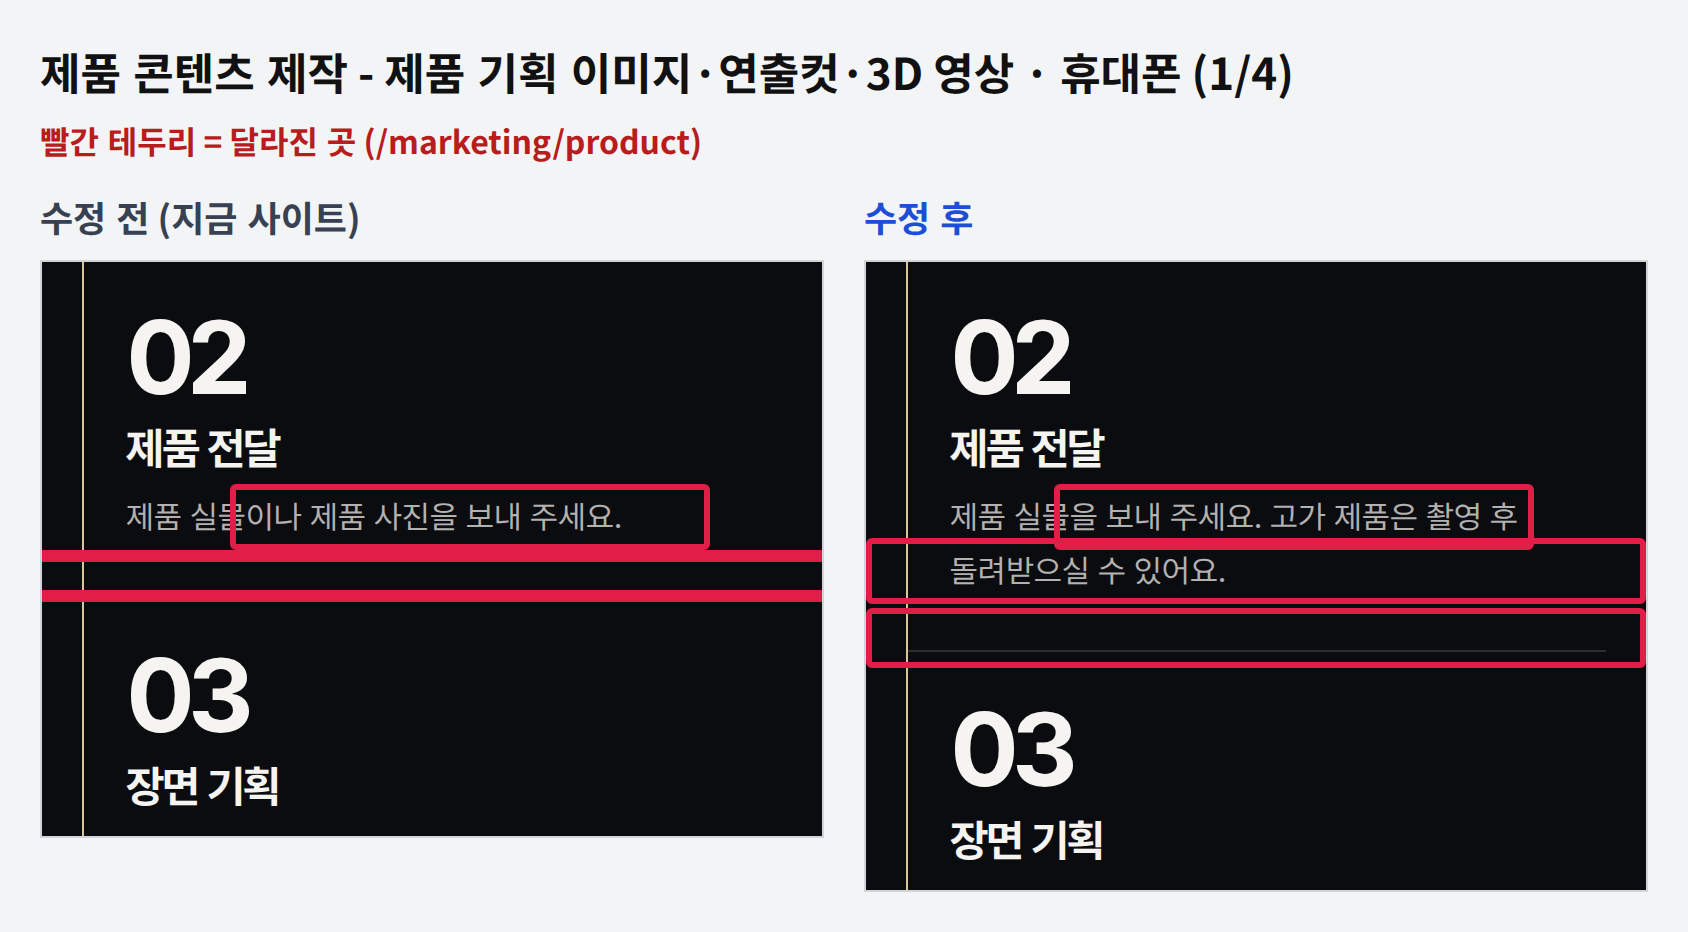 제품 콘텐츠 제작 - 제품 기획 이미지·연출컷·3D 영상 · 휴대폰 (1/4)
빨간 테두리 = 달라진 곳 (/marketing/product)
수정 전 (지금 사이트)
02
제품 전달
제품 실물이나 제품 사진을 보내 주세요.
03
장면 기획
수정 후
02
제품 전달
제품 실물을 보내 주세요. 고가 제품은 촬영 후
돌려받으실 수 있어요.
03
장면 기획